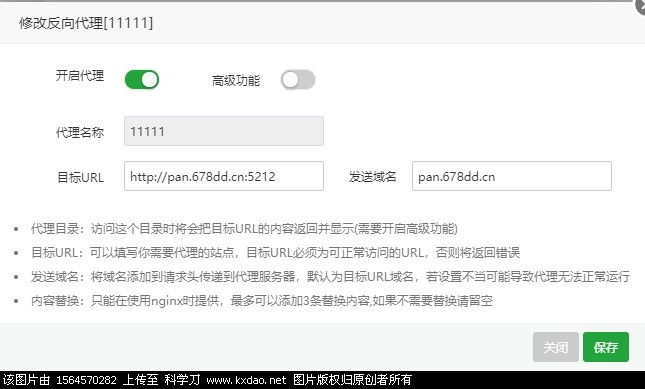 修改反向代理[11111]
开启代理 高级功能
代理名称 11111
目标URL http://pan.678dd.cn:5212 发送域名 pan.678dd.cn
• 代理目录：访问这个目录时将会把目标URL的内容返回并显示(需要开启高级功能)
• 目标URL：可以填写你需要代理的站点，目标URL必须为可正常访问的URL，否则将返回错误
• 发送域名：将域名添加到请求头传递到代理服务器，默认为目标URL域名，若设置不当可能导致代理无法正常运行
• 内容替换：只能在使用nginx时提供，最多可以添加3条替换内容,如果不需要替换请留空
关闭 保存
该图片由 1564570282 上传至 科学刀 www.kxdao.net 图片版权归原创者所有